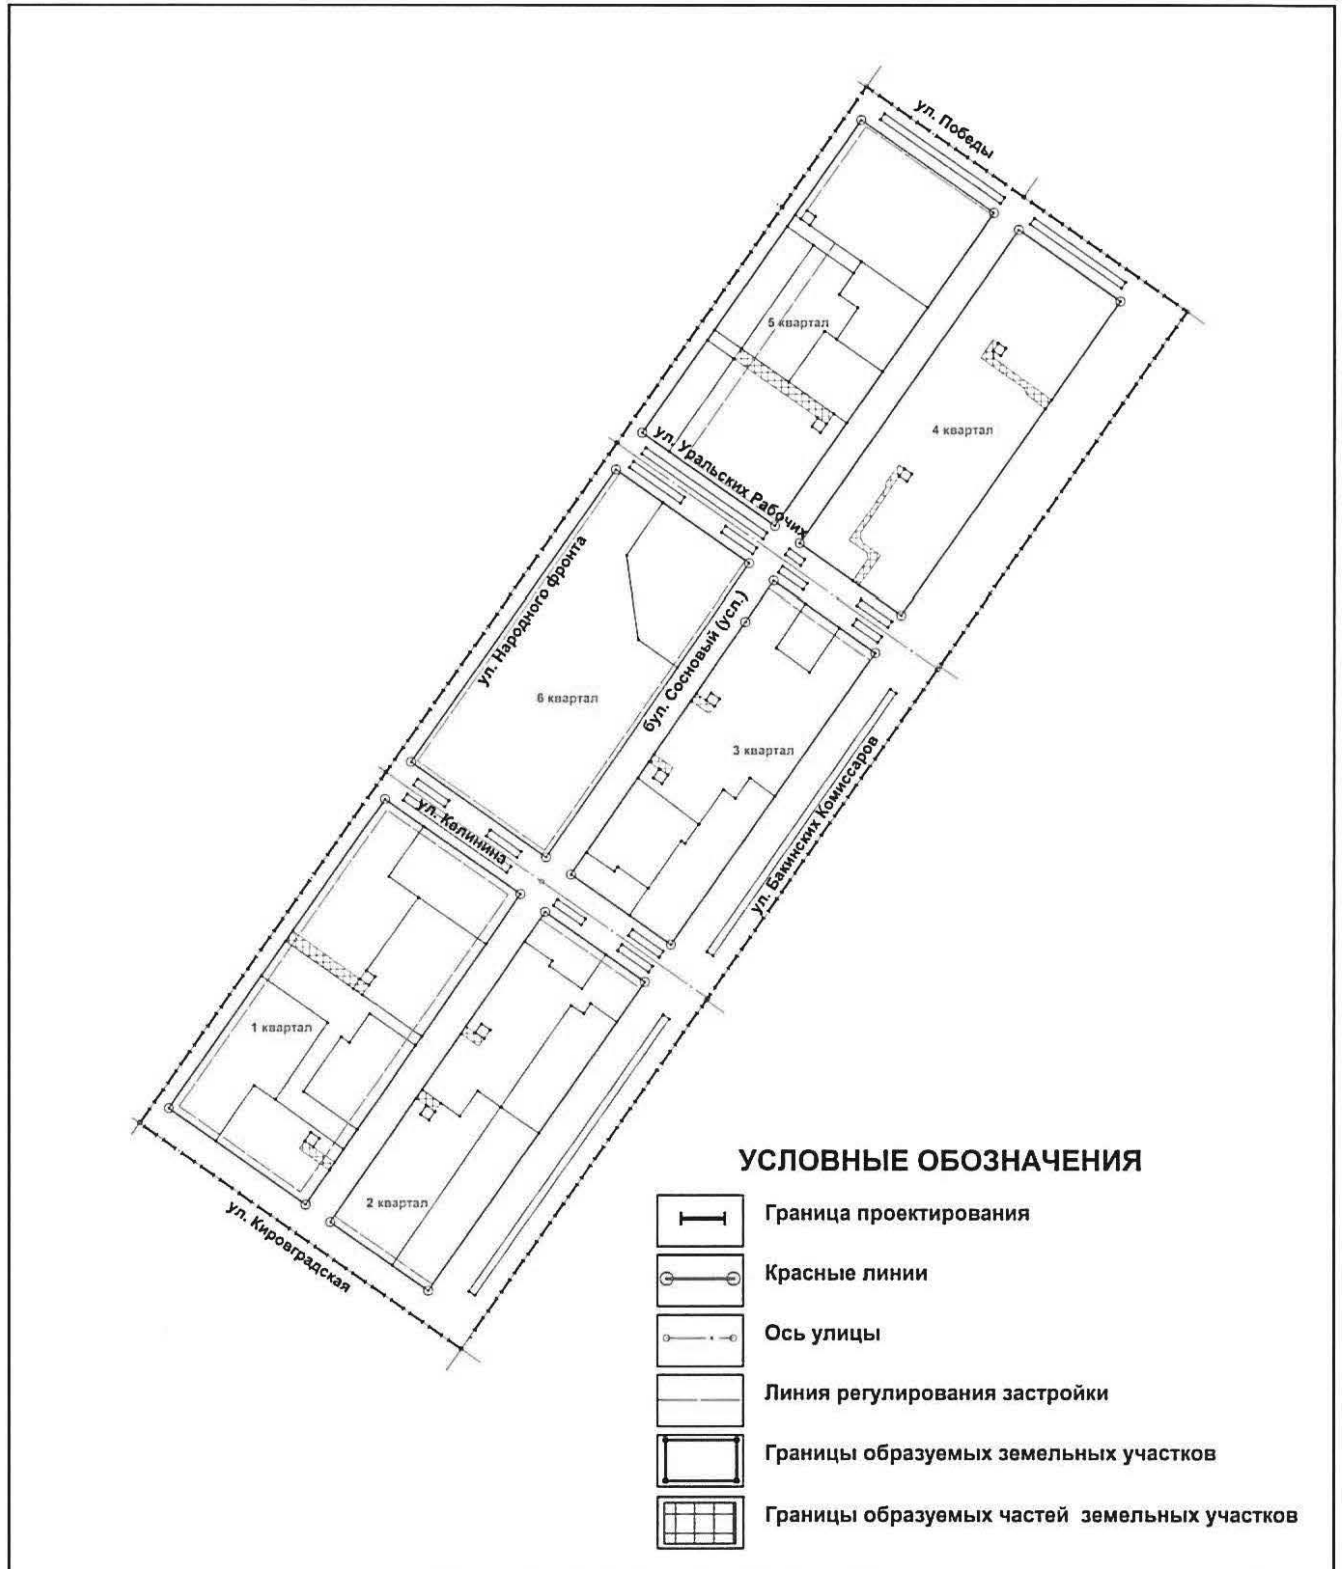 ул. Победы
5 квартал
4 квартал
ул. Уральских Рабочих
ул. Народного фронта
бул. Сосновый (усл.)
6 квартал
3 квартал
ул. Калинина
ул. Бакинских Комиссаров
1 квартал
2 квартал
ул. Кировградская
УСЛОВНЫЕ ОБОЗНАЧЕНИЯ
Граница проектирования
Красные линии
Ось улицы
Линия регулирования застройки
Границы образуемых земельных участков
Границы образуемых частей земельных участков